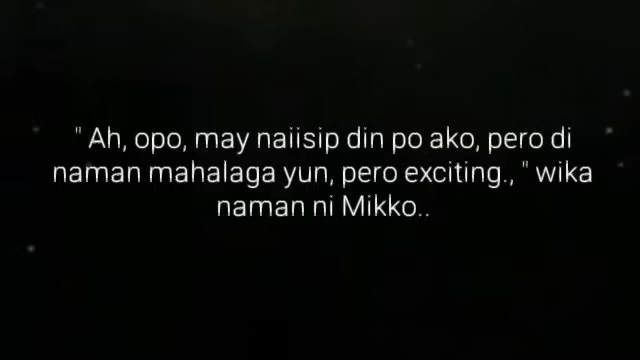 " Ah, opo, may naiisip din po ako, pero di
naman mahalaga yun, pero exciting., " wika
naman ni Mikko..